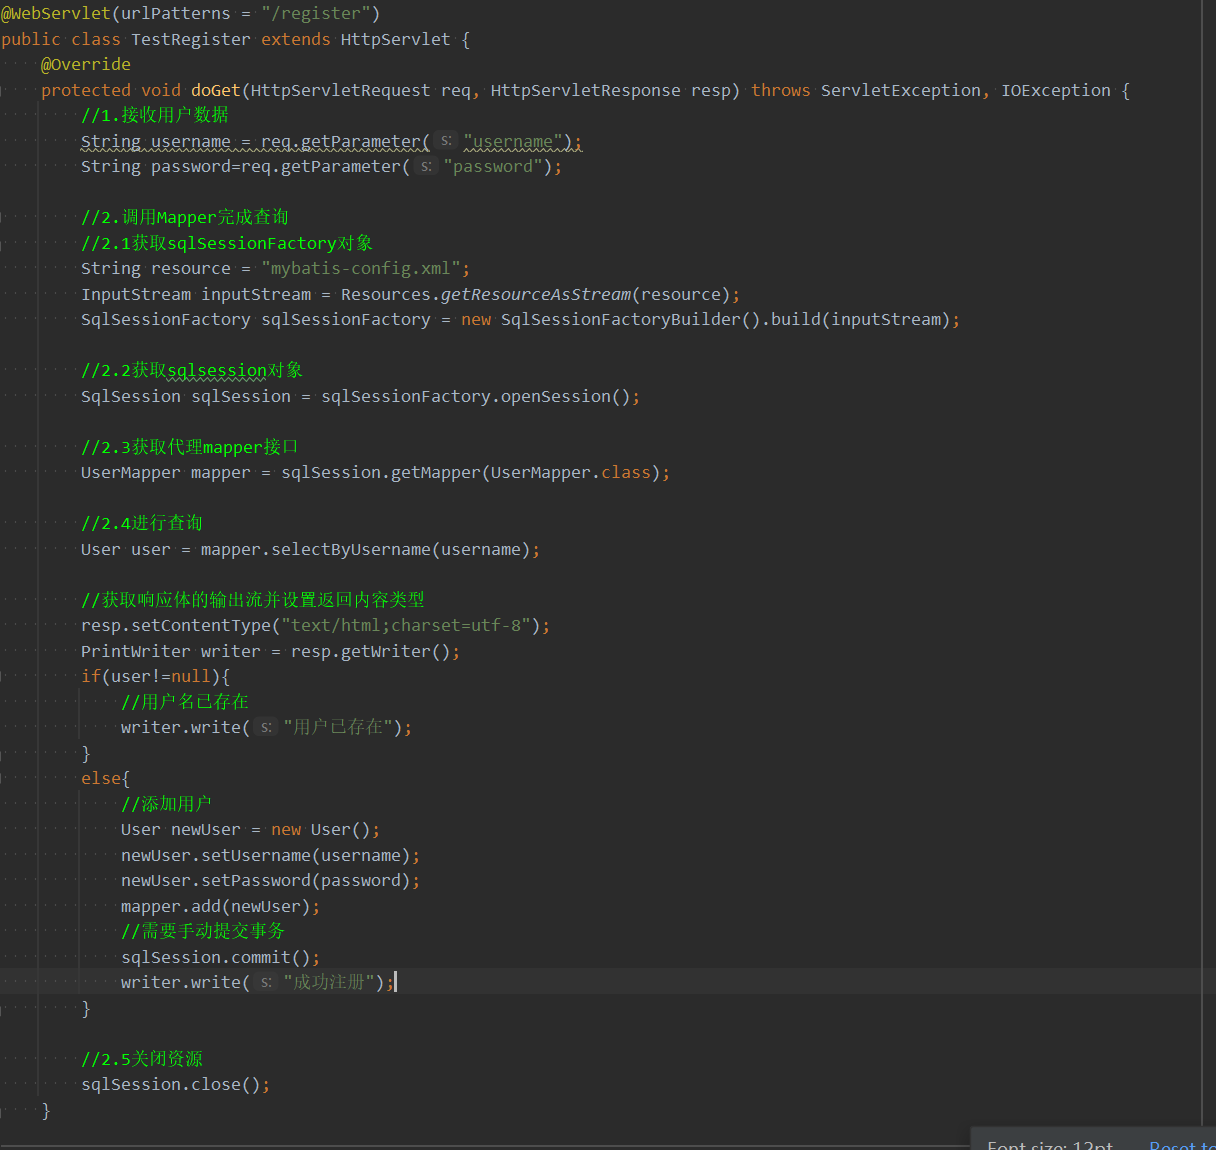 @WebServlet(urlPatterns = "/register")
public class TestRegister extends HttpServlet {
@Override
protected void doGet(HttpServletRequest req, HttpServletResponse resp) throws ServletException, IOException {
//1.接收用户数据
String username = req.getParameter( s: "username");
String password=req.getParameter( s: "password");
//2.调用Mapper完成查询
//2.1获取sqlSessionFactory对象
String resource = "mybatis-config.xml";
InputStream inputStream = Resources.getResourceAsStream(resource);
SqlSessionFactory sqlSessionFactory = new SqlSessionFactoryBuilder().build(inputStream);
//2.2获取sqlsession对象
SqlSession sqlSession = sqlSessionFactory.openSession();
//2.3获取代理mapper接口
UserMapper mapper = sqlSession.getMapper(UserMapper.class);
//2.4进行查询
User user = mapper.selectByUsername(username);
//获取响应体的输出流并设置返回内容类型
resp.setContentType("text/html;charset=utf-8");
PrintWriter writer = resp.getWriter();
if(user!=null){
//用户名已存在
writer.write( s: "用户已存在");
}
else{
//添加用户
User newUser = new User();
newUser.setUsername(username);
newUser.setPassword(password);
mapper.add(newUser);
//需要手动提交事务
sqlSession.commit();
writer.write( s: "成功注册");
}
//2.5关闭资源
sqlSession.close();
}
Font size: 12pt Reset to